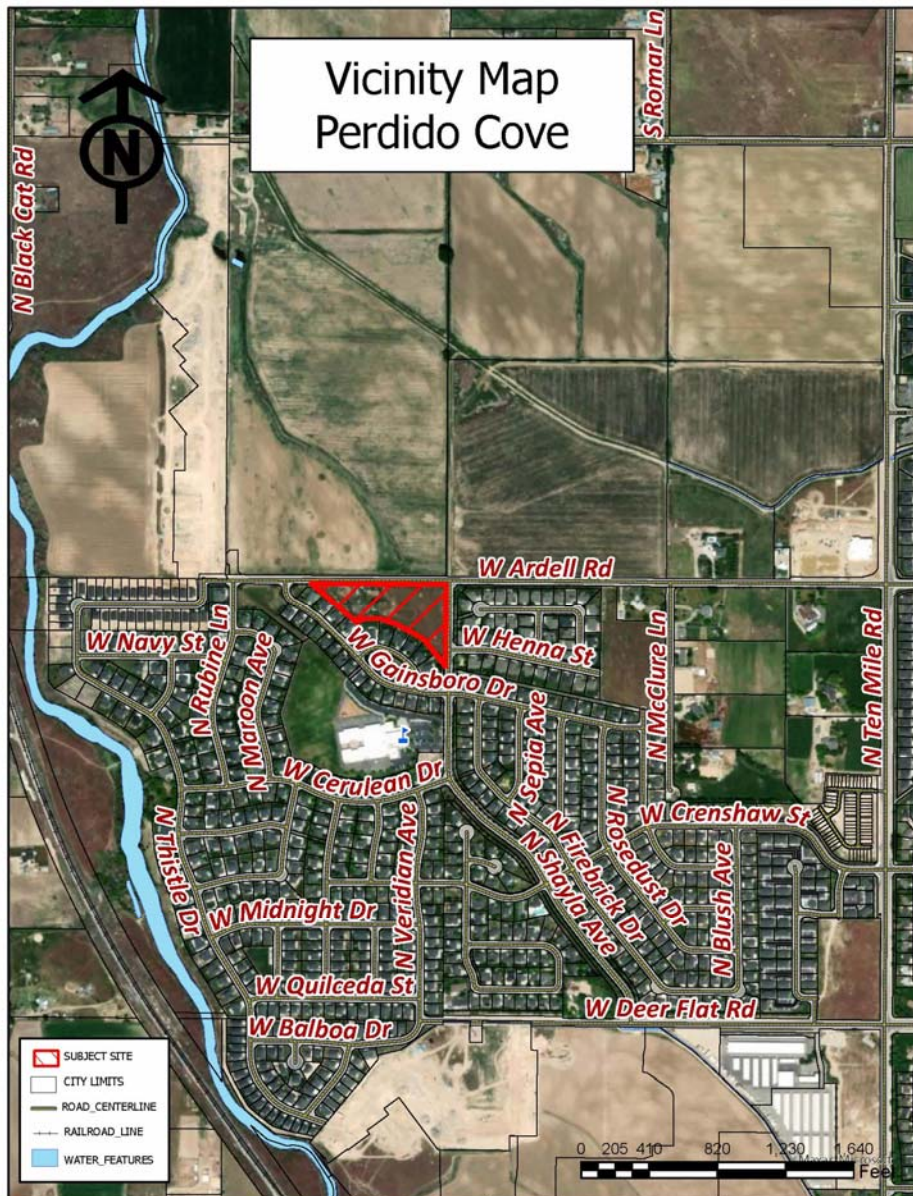 Vicinity Map
Perdido Cove
N
N Black Cat Rd
S Romar Ln
W Ardell Rd
W Navy St
N Rubine Ln
N Maroon Ave
W Gainsboro Dr
W Henna St
N McClure Ln
N Ten Mile Rd
N Sepia Ave
W Cerulean Dr
W Crenshaw St
N Thistle Dr
N Veridian Ave
N Shayla Ave
N Firebrick Dr
N Rosedust Dr
N Blush Ave
W Midnight Dr
W Quilceda St
W Balboa Dr
W Deer Flat Rd
SUBJECT SITE
CITY LIMITS
ROAD_CENTERLINE
RAILROAD_LINE
WATER_FEATURES
0 205 410 820 1,230 1,640
Feet